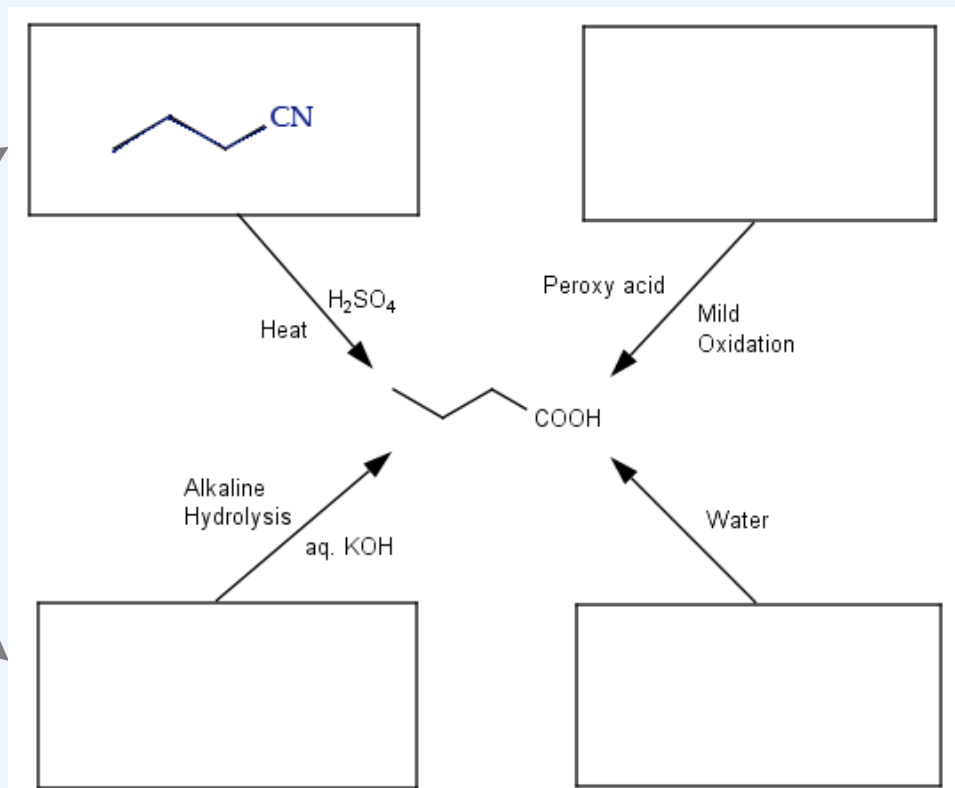 CN
H₂SO₄
Heat
Peroxy acid
Mild
Oxidation
COOH
Alkaline
Hydrolysis
aq. KOH
Water